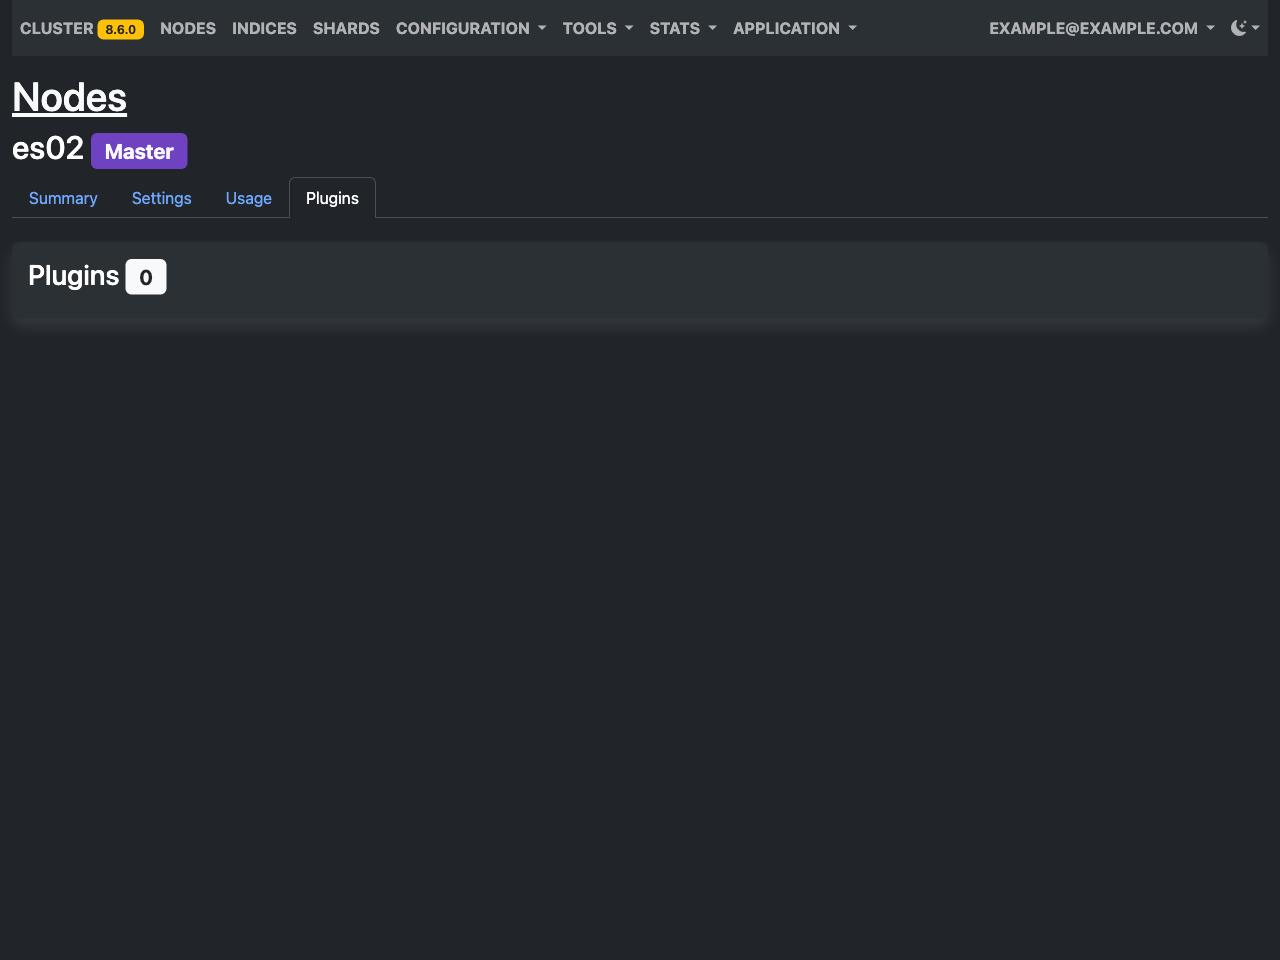 CLUSTER 8.6.0 NODES INDICES SHARDS CONFIGURATION TOOLS STATS APPLICATION EXAMPLE@EXAMPLE.COM
Nodes
es02 Master
Summary Settings Usage Plugins
Plugins 0